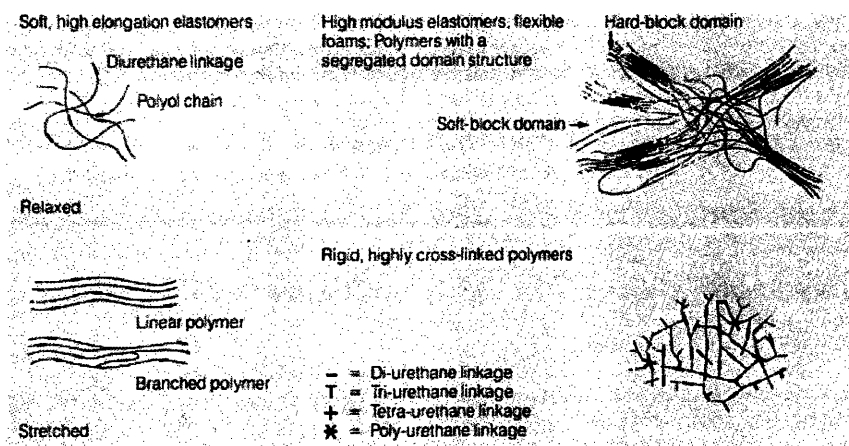 Soft, high elongation elastomers
Diurethane linkage
Polyol chain
Relaxed
Linear polymer
Branched polymer
Stretched
High modulus elastomers, flexible
foams; Polymers with a
segregated domain structure
Hard-block domain
Soft-block domain
Rigid, highly cross-linked polymers
– = Di-urethane linkage
T = Tri-urethane linkage
+ = Tetra-urethane linkage
* = Poly-urethane linkage